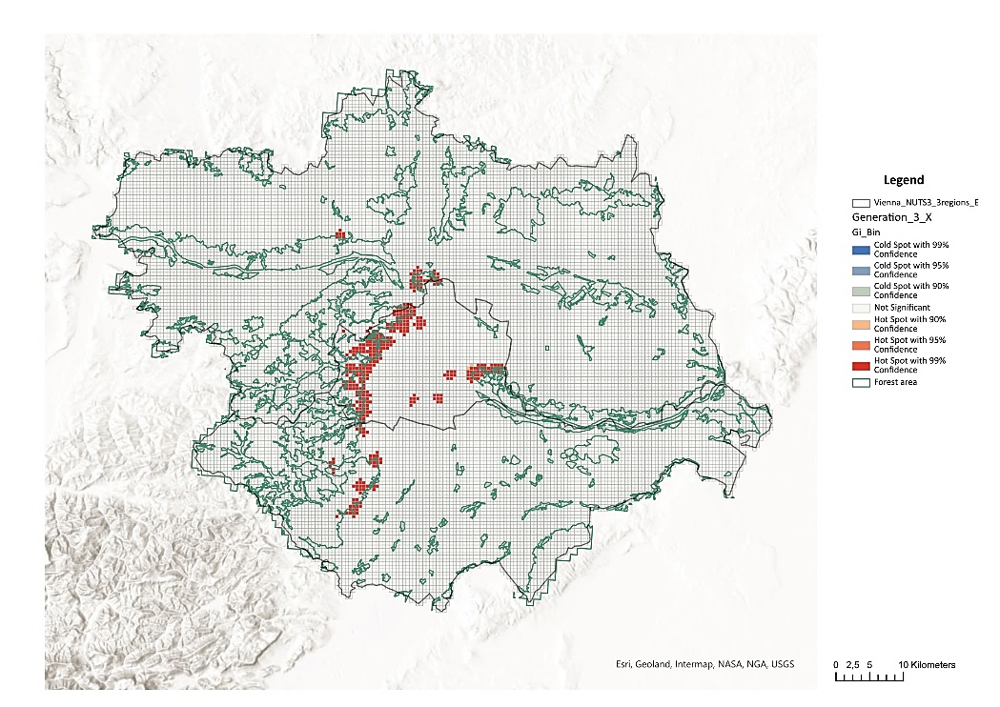 Legend
Vienna_NUTS3_3regions_E
Generation_3_X
Gi_Bin
Cold Spot with 99%
Confidence
Cold Spot with 95%
Confidence
Cold Spot with 90%
Confidence
Not Significant
Hot Spot with 90%
Confidence
Hot Spot with 95%
Confidence
Hot Spot with 99%
Confidence
Forest area
Esri, Geoland, Intermap, NASA, NGA, USGS
0 2,5 5 10 Kilometers